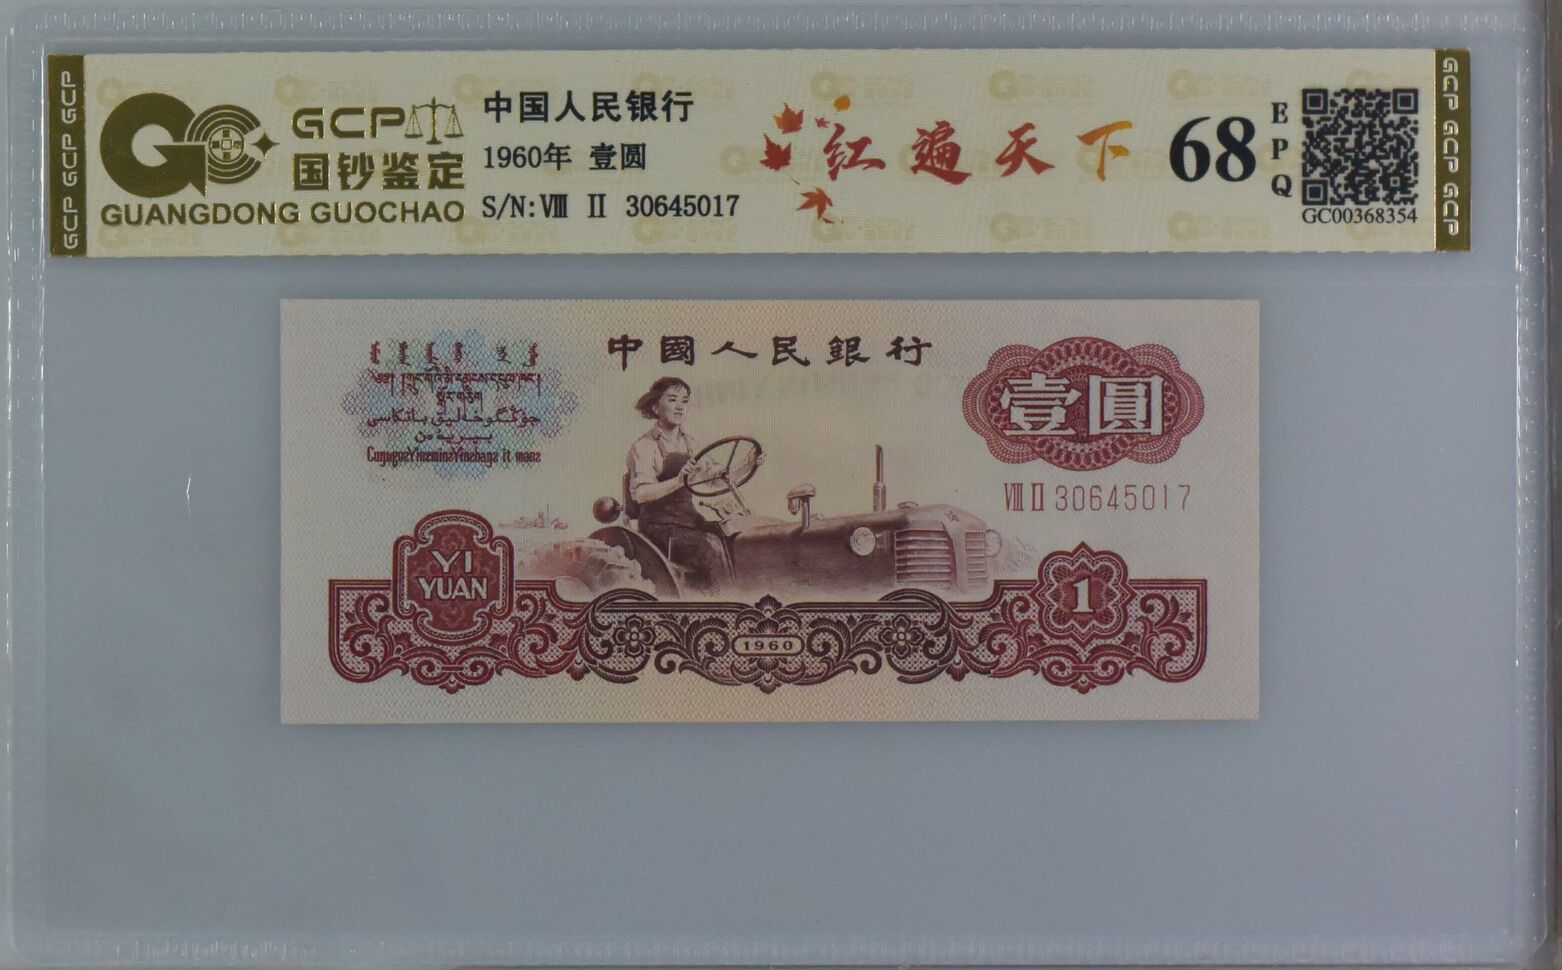 GCP GCP GCP
GCP
国钞鉴定
GUANGDONG GUOCHAO
中国人民银行
1960年 壹圆
S/N:Ⅷ Ⅱ 30645017
红遍天下
68
EPQ
GC00368354
GCP GCP GCP
中國人民銀行
壹圓
Ⅷ Ⅱ 30645017
YI
YUAN
1960
1